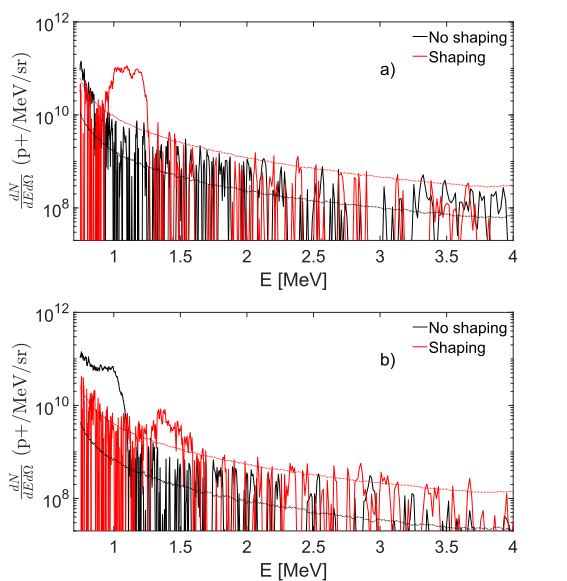 10^12
No shaping
Shaping
a)
10^10
10^8
dN/dEdΩ (p+/MeV/sr)
1 1.5 2 2.5 3 3.5 4
E [MeV]
10^12
No shaping
Shaping
b)
10^10
10^8
dN/dEdΩ (p+/MeV/sr)
1 1.5 2 2.5 3 3.5 4
E [MeV]